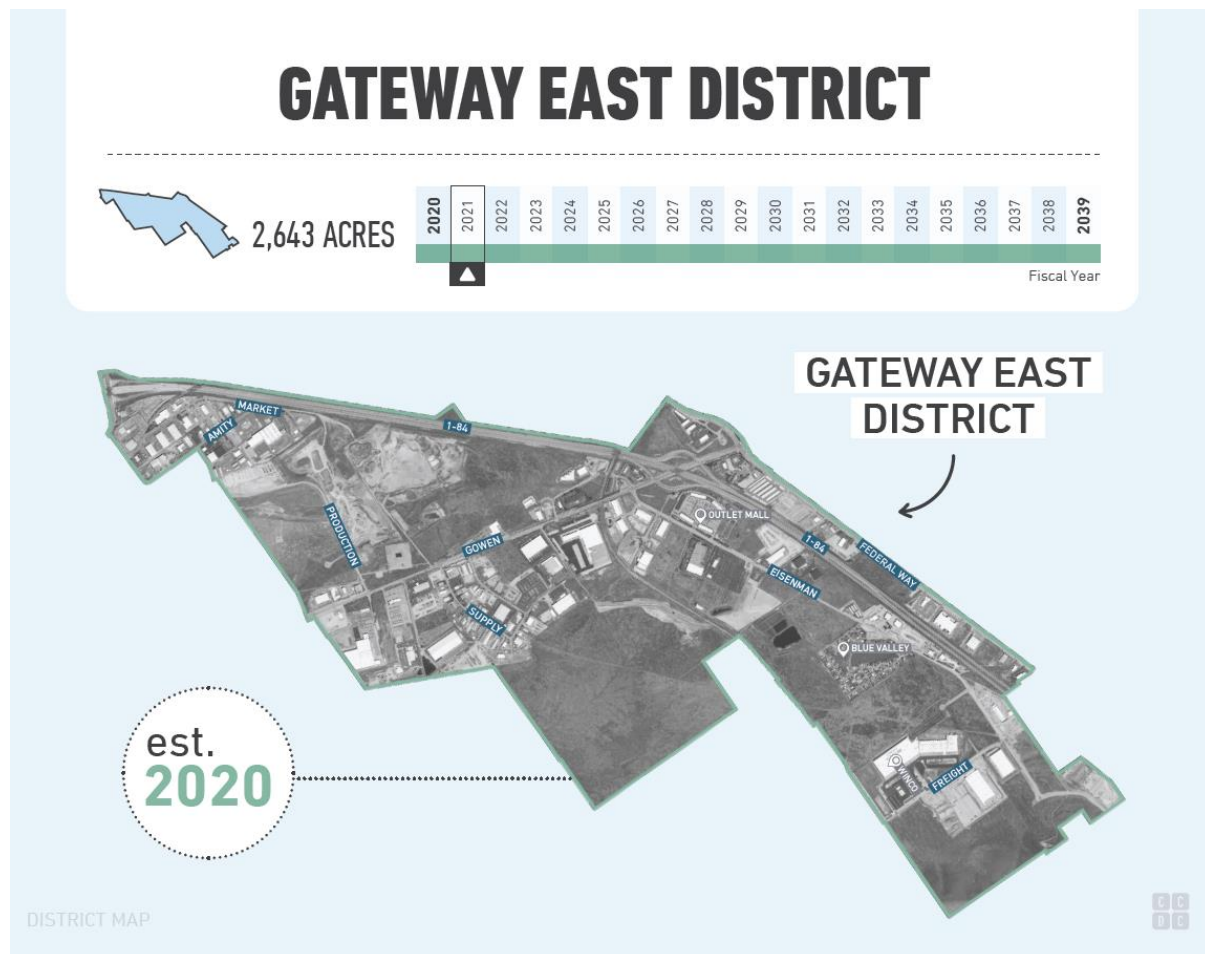 GATEWAY EAST DISTRICT
2,643 ACRES
2020 2021 2022 2023 2024 2025 2026 2027 2028 2029 2030 2031 2032 2033 2034 2035 2036 2037 2038 2039
Fiscal Year
GATEWAY EAST
DISTRICT
MARKET
AMITY
1-84
PRODUCTION
GOWEN
OUTLET MALL
1-84
FEDERAL WAY
EISENMAN
SUPPLY
BLUE VALLEY
WINCO
FREIGHT
est.
2020
DISTRICT MAP
C C
D C